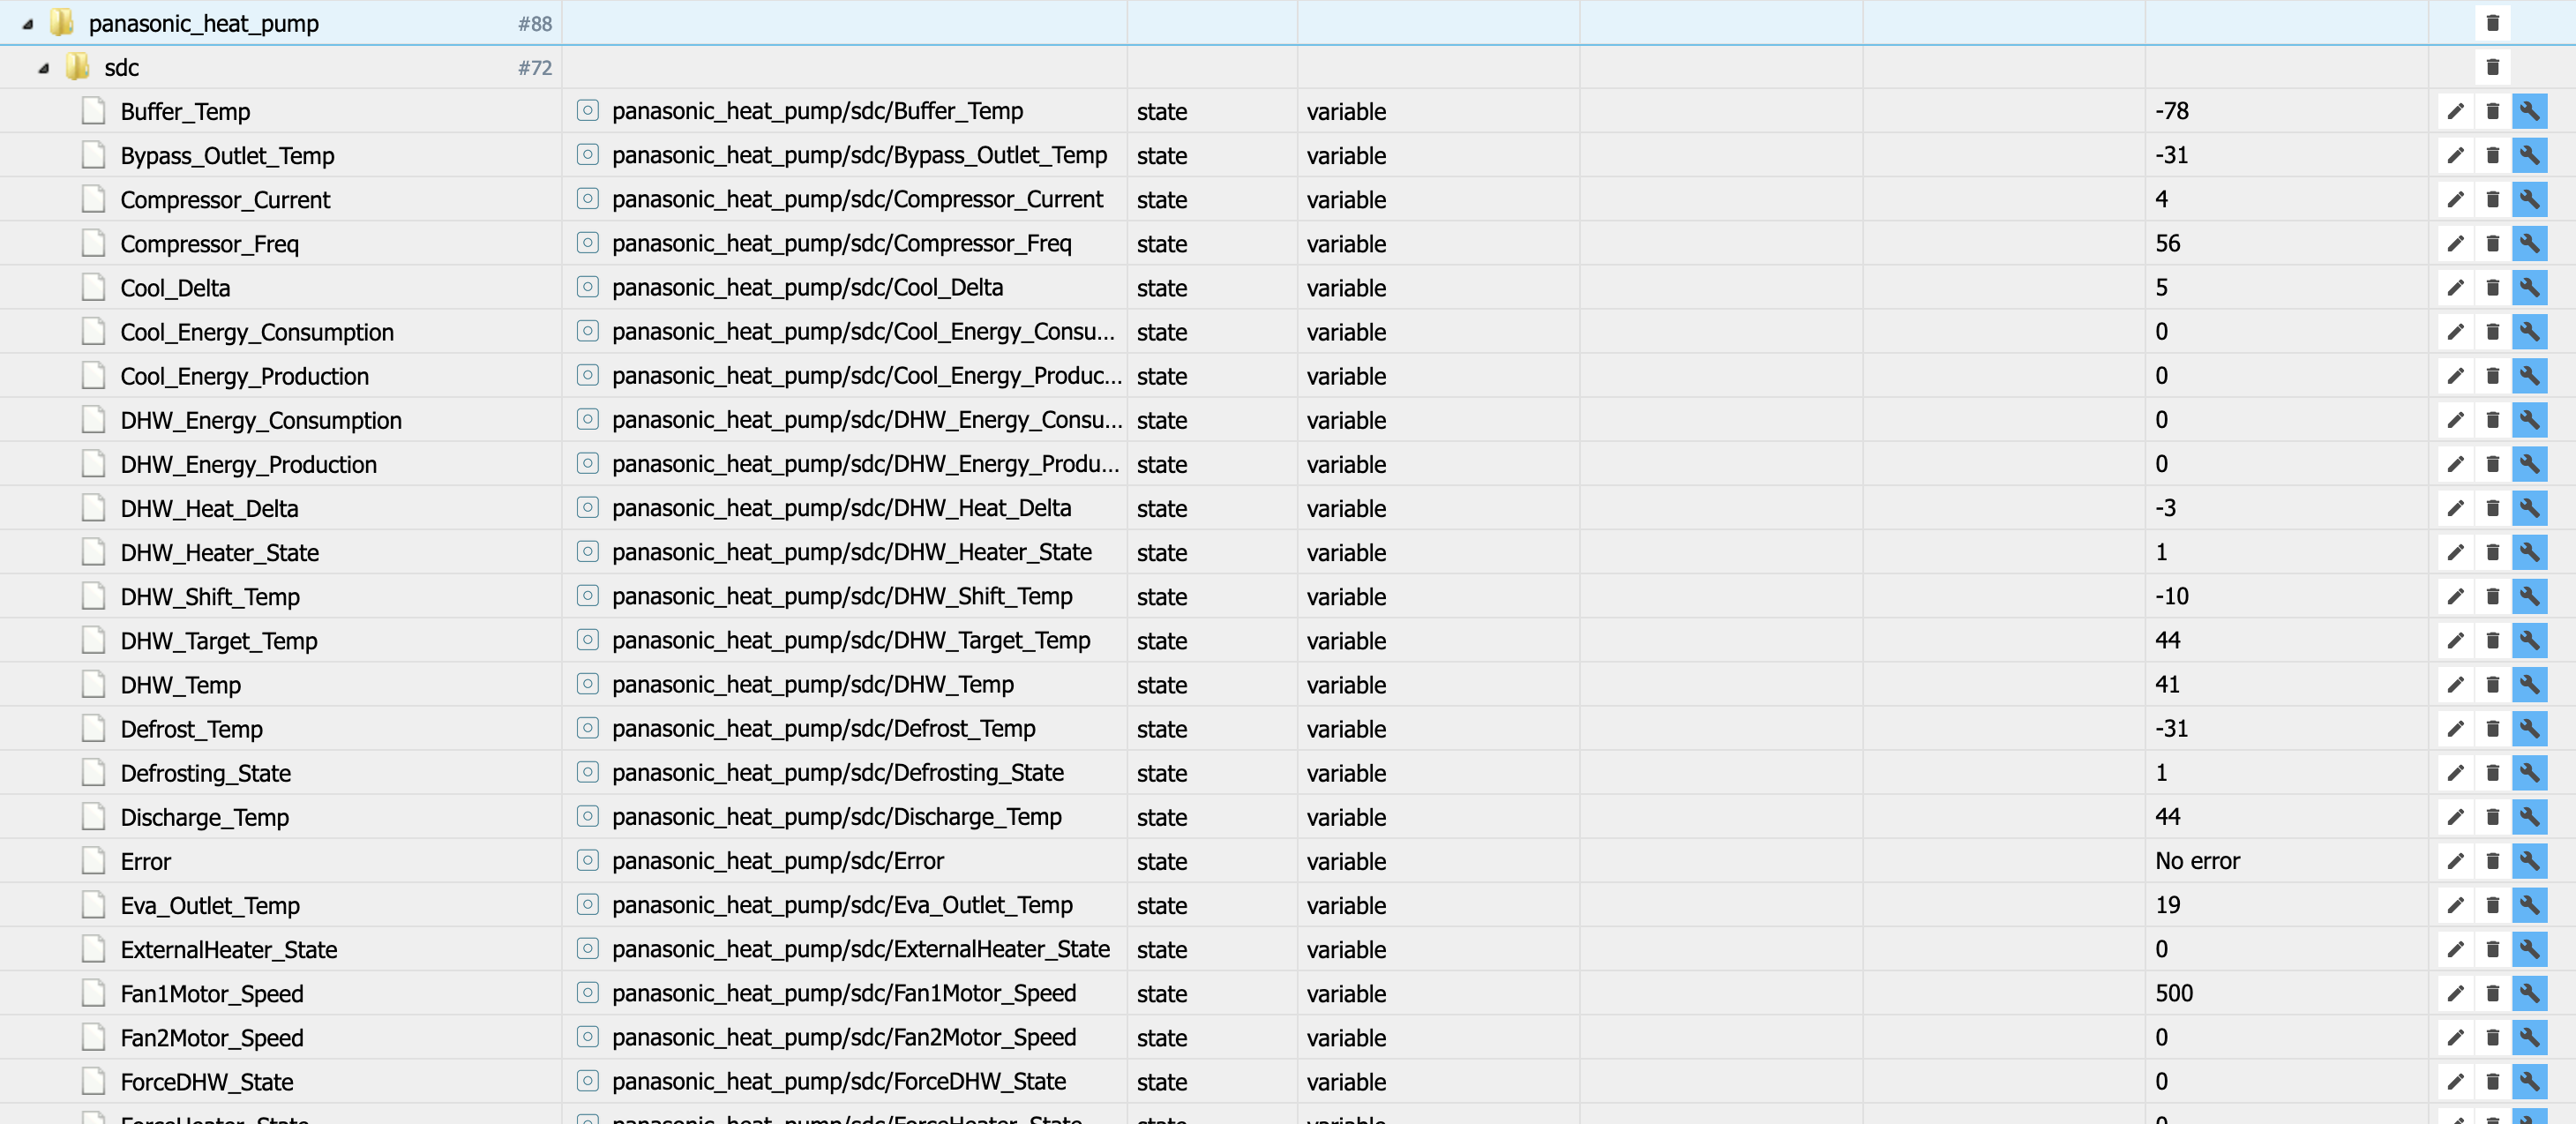 panasonic_heat_pump #88
sdc #72
Buffer_Temp panasonic_heat_pump/sdc/Buffer_Temp state variable -78
Bypass_Outlet_Temp panasonic_heat_pump/sdc/Bypass_Outlet_Temp state variable -31
Compressor_Current panasonic_heat_pump/sdc/Compressor_Current state variable 4
Compressor_Freq panasonic_heat_pump/sdc/Compressor_Freq state variable 56
Cool_Delta panasonic_heat_pump/sdc/Cool_Delta state variable 5
Cool_Energy_Consumption panasonic_heat_pump/sdc/Cool_Energy_Consu... state variable 0
Cool_Energy_Production panasonic_heat_pump/sdc/Cool_Energy_Produc... state variable 0
DHW_Energy_Consumption panasonic_heat_pump/sdc/DHW_Energy_Consu... state variable 0
DHW_Energy_Production panasonic_heat_pump/sdc/DHW_Energy_Produ... state variable 0
DHW_Heat_Delta panasonic_heat_pump/sdc/DHW_Heat_Delta state variable -3
DHW_Heater_State panasonic_heat_pump/sdc/DHW_Heater_State state variable 1
DHW_Shift_Temp panasonic_heat_pump/sdc/DHW_Shift_Temp state variable -10
DHW_Target_Temp panasonic_heat_pump/sdc/DHW_Target_Temp state variable 44
DHW_Temp panasonic_heat_pump/sdc/DHW_Temp state variable 41
Defrost_Temp panasonic_heat_pump/sdc/Defrost_Temp state variable -31
Defrosting_State panasonic_heat_pump/sdc/Defrosting_State state variable 1
Discharge_Temp panasonic_heat_pump/sdc/Discharge_Temp state variable 44
Error panasonic_heat_pump/sdc/Error state variable No error
Eva_Outlet_Temp panasonic_heat_pump/sdc/Eva_Outlet_Temp state variable 19
ExternalHeater_State panasonic_heat_pump/sdc/ExternalHeater_State state variable 0
Fan1Motor_Speed panasonic_heat_pump/sdc/Fan1Motor_Speed state variable 500
Fan2Motor_Speed panasonic_heat_pump/sdc/Fan2Motor_Speed state variable 0
ForceDHW_State panasonic_heat_pump/sdc/ForceDHW_State state variable 0
ForceHeater_State panasonic_heat_pump/sdc/ForceHeater_State state variable 0